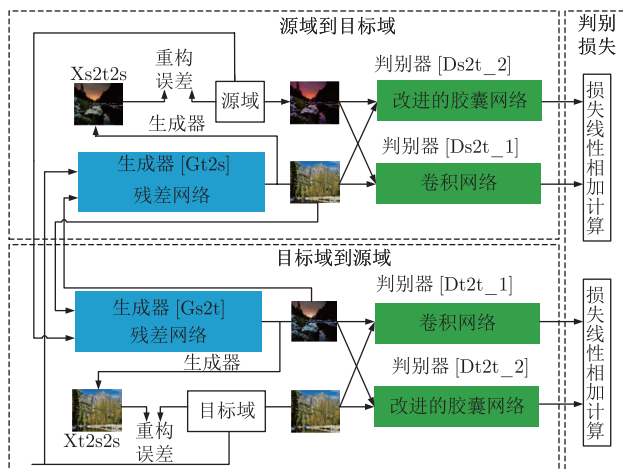 源域到目标域
判别
损失
Xs2t2s
重构
误差
源域
判别器 [Ds2t_2]
改进的胶囊网络
生成器
生成器 [Gt2s]
残差网络
判别器 [Ds2t_1]
卷积网络
损失线性相加计算
目标域到源域
生成器 [Gs2t]
残差网络
判别器 [Dt2t_1]
卷积网络
生成器
判别器 [Dt2t_2]
改进的胶囊网络
目标域
Xt2s2s
重构
误差
损失线性相加计算